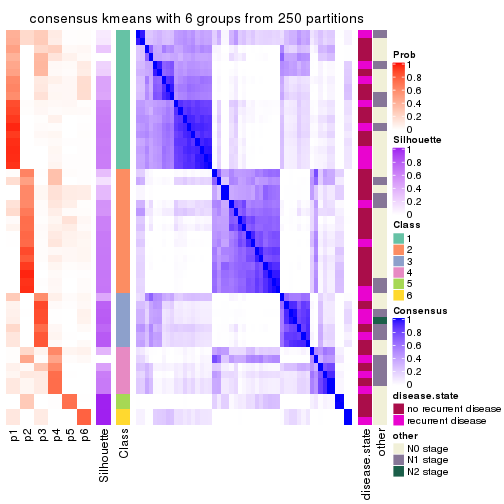 consensus kmeans with 6 groups from 250 partitions
Prob
1
0.8
0.6
0.4
0.2
0
Silhouette
1
0.8
0.6
0.4
0.2
0
Class
1
2
3
4
5
6
Consensus
1
0.8
0.6
0.4
0.2
0
disease.state
no recurrent disease
recurrent disease
other
N0 stage
N1 stage
N2 stage
p1
p2
p3
p4
p5
p6
Silhouette
Class
disease.state
other